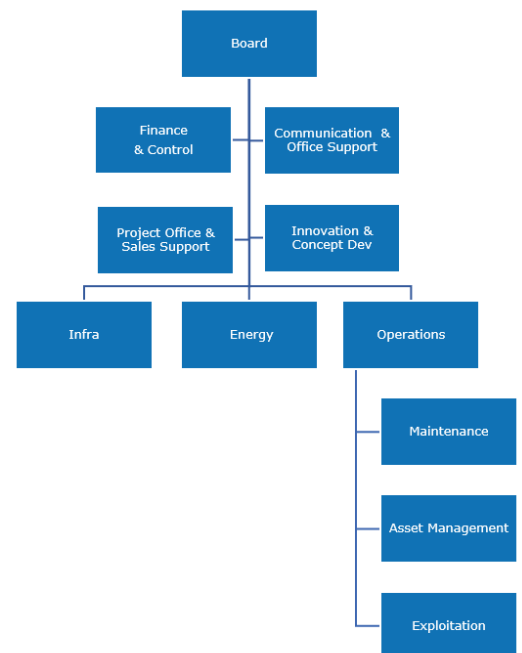 Board
Finance
& Control
Communication &
Office Support
Project Office &
Sales Support
Innovation &
Concept Dev
Infra
Energy
Operations
Maintenance
Asset Management
Exploitation